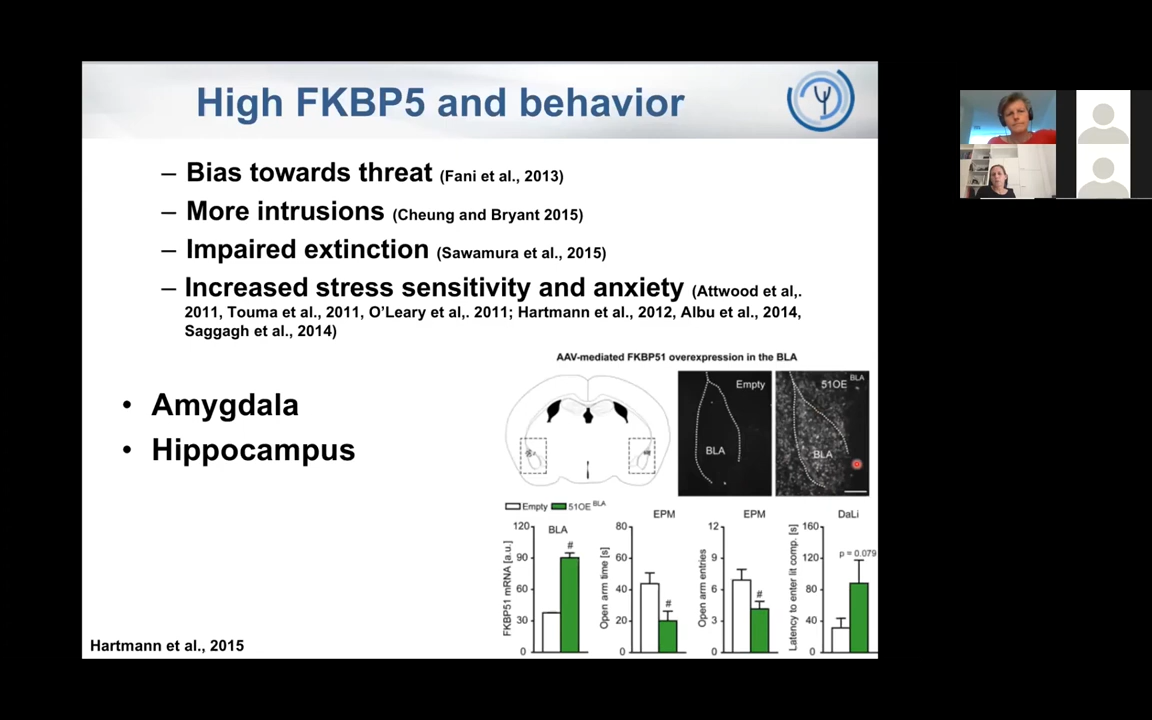 High FKBP5 and behavior
– Bias towards threat (Fani et al., 2013)
– More intrusions (Cheung and Bryant 2015)
– Impaired extinction (Sawamura et al., 2015)
– Increased stress sensitivity and anxiety (Attwood et al,.
2011, Touma et al., 2011, O'Leary et al,. 2011; Hartmann et al., 2012, Albu et al., 2014,
Saggagh et al., 2014)
• Amygdala
• Hippocampus
AAV-mediated FKBP51 overexpression in the BLA
Empty
BLA
51OE BLA
BLA
Empty 51OE BLA
BLA
FKBP51 mRNA [a.u.]
120
90
60
30
0
#
EPM
Open arm time [s]
80
60
40
20
0
#
EPM
Open arm entries
12
9
6
3
0
#
DaLi
Latency to enter lit comp. [s]
160
120
80
40
0
p = 0.079
Hartmann et al., 2015